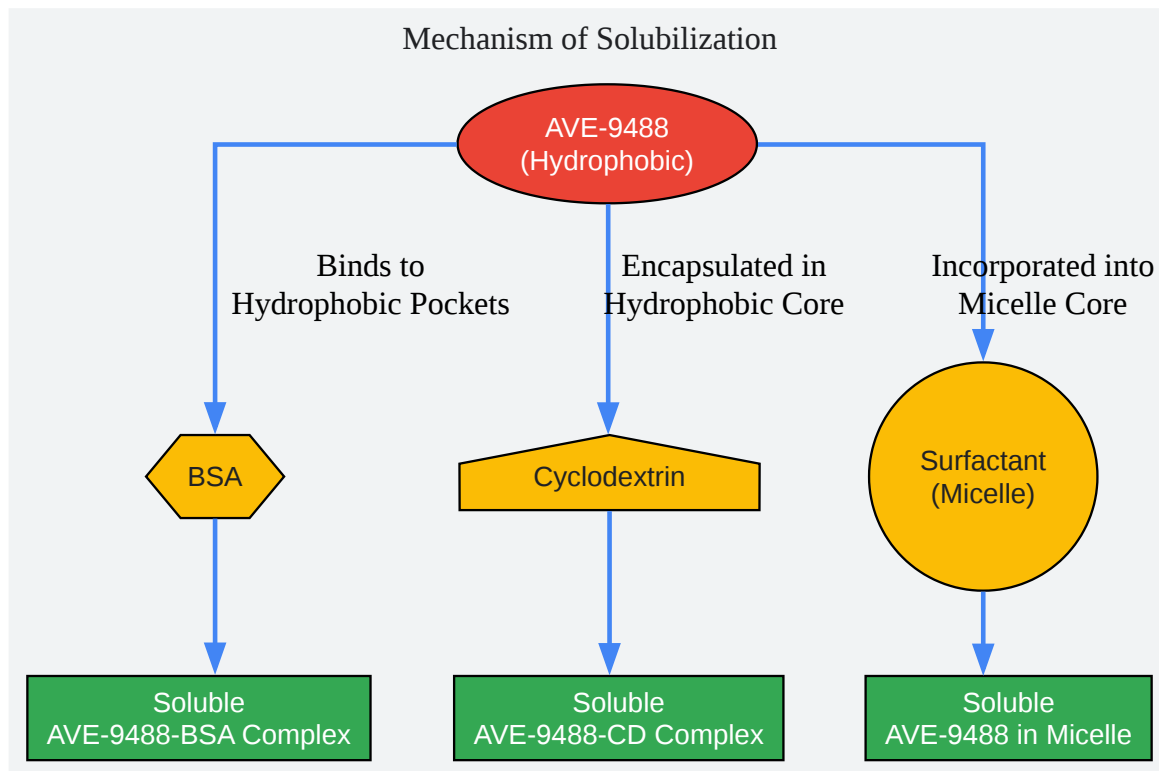 Mechanism of Solubilization
AVE-9488
(Hydrophobic)
Binds to
Hydrophobic Pockets
Encapsulated in
Hydrophobic Core
Incorporated into
Micelle Core
BSA
Cyclodextrin
Surfactant
(Micelle)
Soluble
AVE-9488-BSA Complex
Soluble
AVE-9488-CD Complex
Soluble
AVE-9488 in Micelle